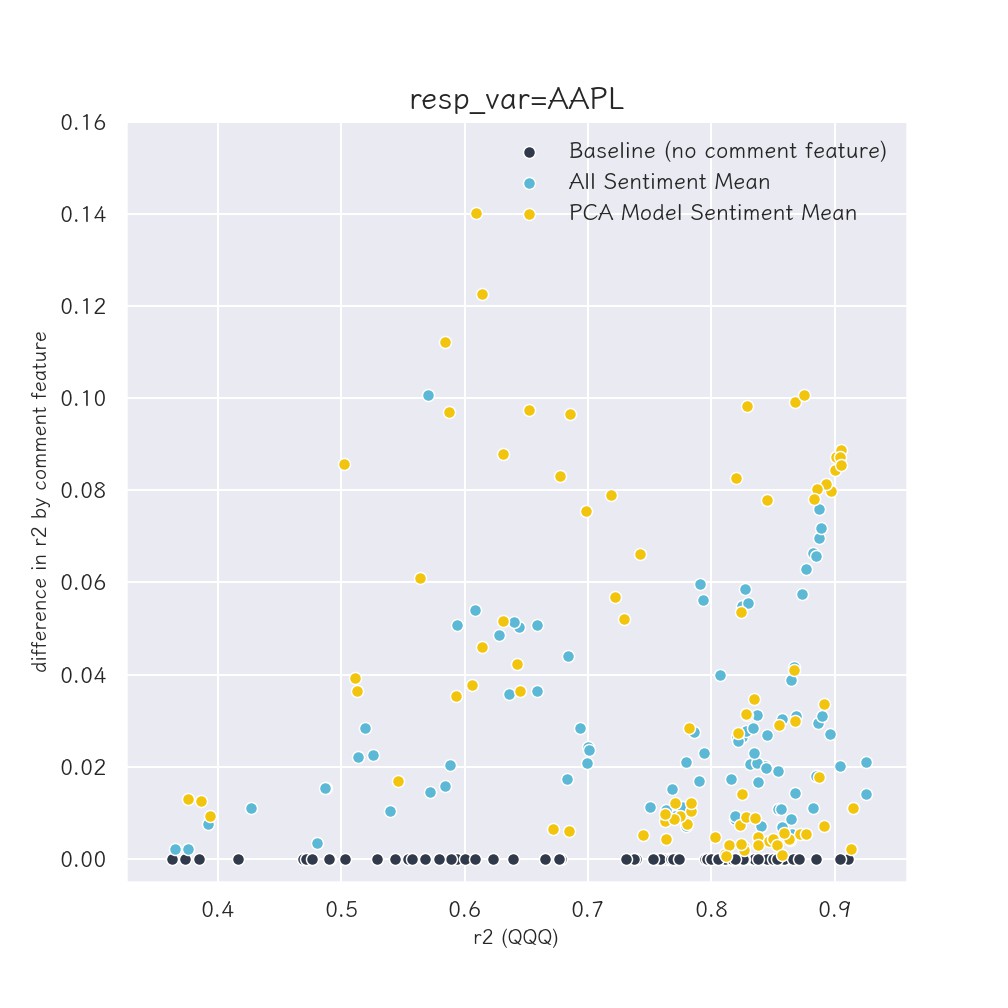 resp_var=AAPL
Baseline (no comment feature)
All Sentiment Mean
PCA Model Sentiment Mean
difference in r2 by comment feature
0.16
0.14
0.12
0.10
0.08
0.06
0.04
0.02
0.00
0.4 0.5 0.6 0.7 0.8 0.9
r2 (QQQ)